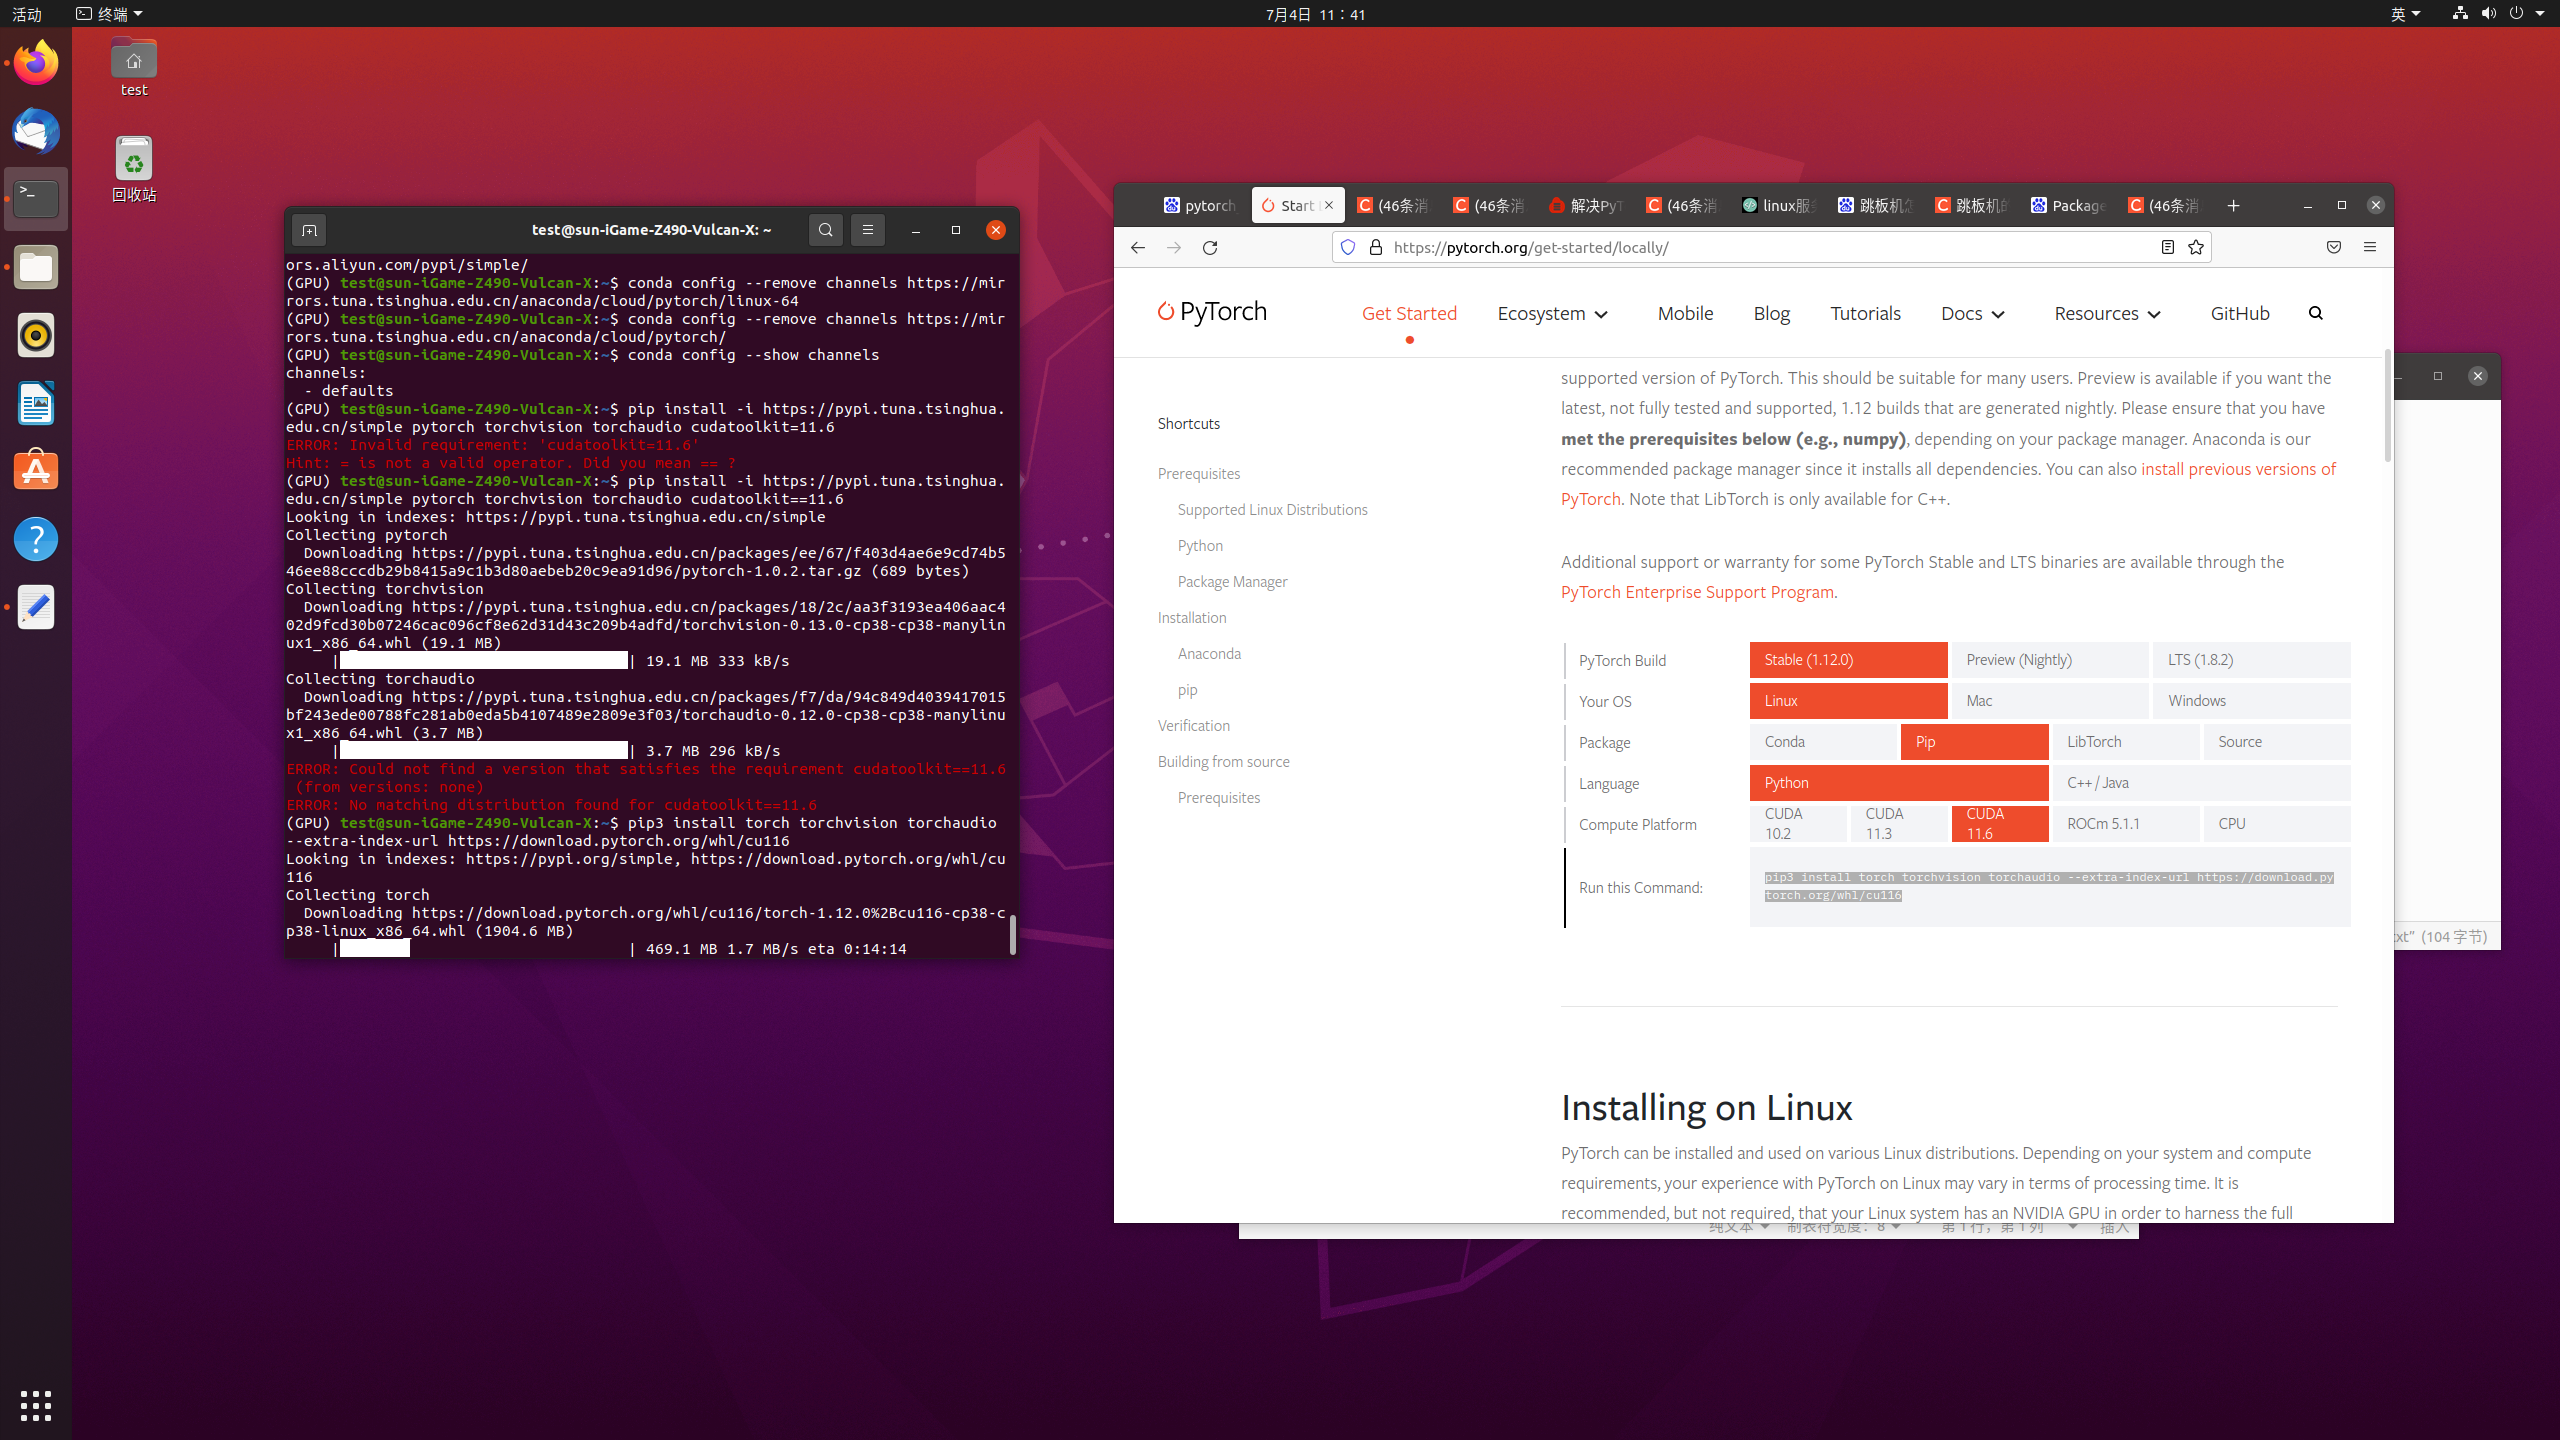 活动
终端
7月4日 11：41
英
test
回收站
test@sun-iGame-Z490-Vulcan-X: ~
ors.aliyun.com/pypi/simple/
(GPU) test@sun-iGame-Z490-Vulcan-X:~$ conda config --remove channels https://mir
rors.tuna.tsinghua.edu.cn/anaconda/cloud/pytorch/linux-64
(GPU) test@sun-iGame-Z490-Vulcan-X:~$ conda config --remove channels https://mir
rors.tuna.tsinghua.edu.cn/anaconda/cloud/pytorch/
(GPU) test@sun-iGame-Z490-Vulcan-X:~$ conda config --show channels
channels:
  - defaults
(GPU) test@sun-iGame-Z490-Vulcan-X:~$ pip install -i https://pypi.tuna.tsinghua.
edu.cn/simple pytorch torchvision torchaudio cudatoolkit=11.6
ERROR: Invalid requirement: 'cudatoolkit=11.6'
Hint: = is not a valid operator. Did you mean == ?
(GPU) test@sun-iGame-Z490-Vulcan-X:~$ pip install -i https://pypi.tuna.tsinghua.
edu.cn/simple pytorch torchvision torchaudio cudatoolkit==11.6
Looking in indexes: https://pypi.tuna.tsinghua.edu.cn/simple
Collecting pytorch
  Downloading https://pypi.tuna.tsinghua.edu.cn/packages/ee/67/f403d4ae6e9cd74b5
46ee88cccdb29b8415a9c1b3d80aebeb20c9ea91d96/pytorch-1.0.2.tar.gz (689 bytes)
Collecting torchvision
  Downloading https://pypi.tuna.tsinghua.edu.cn/packages/18/2c/aa3f3193ea406aac4
02d9fcd30b07246cac096cf8e62d31d43c209b4adfd/torchvision-0.13.0-cp38-cp38-manylin
ux1_x86_64.whl (19.1 MB)
| | 19.1 MB 333 kB/s
Collecting torchaudio
  Downloading https://pypi.tuna.tsinghua.edu.cn/packages/f7/da/94c849d4039417015
bf243ede00788fc281ab0eda5b4107489e2809e3f03/torchaudio-0.12.0-cp38-cp38-manylinu
x1_x86_64.whl (3.7 MB)
| | 3.7 MB 296 kB/s
ERROR: Could not find a version that satisfies the requirement cudatoolkit==11.6
 (from versions: none)
ERROR: No matching distribution found for cudatoolkit==11.6
(GPU) test@sun-iGame-Z490-Vulcan-X:~$ pip3 install torch torchvision torchaudio
--extra-index-url https://download.pytorch.org/whl/cu116
Looking in indexes: https://pypi.org/simple, https://download.pytorch.org/whl/cu
116
Collecting torch
  Downloading https://download.pytorch.org/whl/cu116/torch-1.12.0%2Bcu116-cp38-c
p38-linux_x86_64.whl (1904.6 MB)
| | 469.1 MB 1.7 MB/s eta 0:14:14
pytorch
Start
(46条消
(46条消
解决PyT
(46条消
linux服
跳板机
跳板机的
Package
(46条消
https://pytorch.org/get-started/locally/
PyTorch
Get Started
Ecosystem
Mobile
Blog
Tutorials
Docs
Resources
GitHub
Shortcuts
Prerequisites
Supported Linux Distributions
Python
Package Manager
Installation
Anaconda
pip
Verification
Building from source
Prerequisites
supported version of PyTorch. This should be suitable for many users. Preview is available if you want the
latest, not fully tested and supported, 1.12 builds that are generated nightly. Please ensure that you have
met the prerequisites below (e.g., numpy), depending on your package manager. Anaconda is our
recommended package manager since it installs all dependencies. You can also install previous versions of
PyTorch. Note that LibTorch is only available for C++.
Additional support or warranty for some PyTorch Stable and LTS binaries are available through the
PyTorch Enterprise Support Program.
PyTorch Build
Stable (1.12.0)
Preview (Nightly)
LTS (1.8.2)
Your OS
Linux
Mac
Windows
Package
Conda
Pip
LibTorch
Source
Language
Python
C++ / Java
Compute Platform
CUDA
10.2
CUDA
11.3
CUDA
11.6
ROCm 5.1.1
CPU
Run this Command:
pip3 install torch torchvision torchaudio --extra-index-url https://download.py
torch.org/whl/cu116
Installing on Linux
PyTorch can be installed and used on various Linux distributions. Depending on your system and compute
requirements, your experience with PyTorch on Linux may vary in terms of processing time. It is
recommended, but not required, that your Linux system has an NVIDIA GPU in order to harness the full
txt” (104 字节)
纯文本
制表符宽度：8
第 1 行，第 1 列
插入